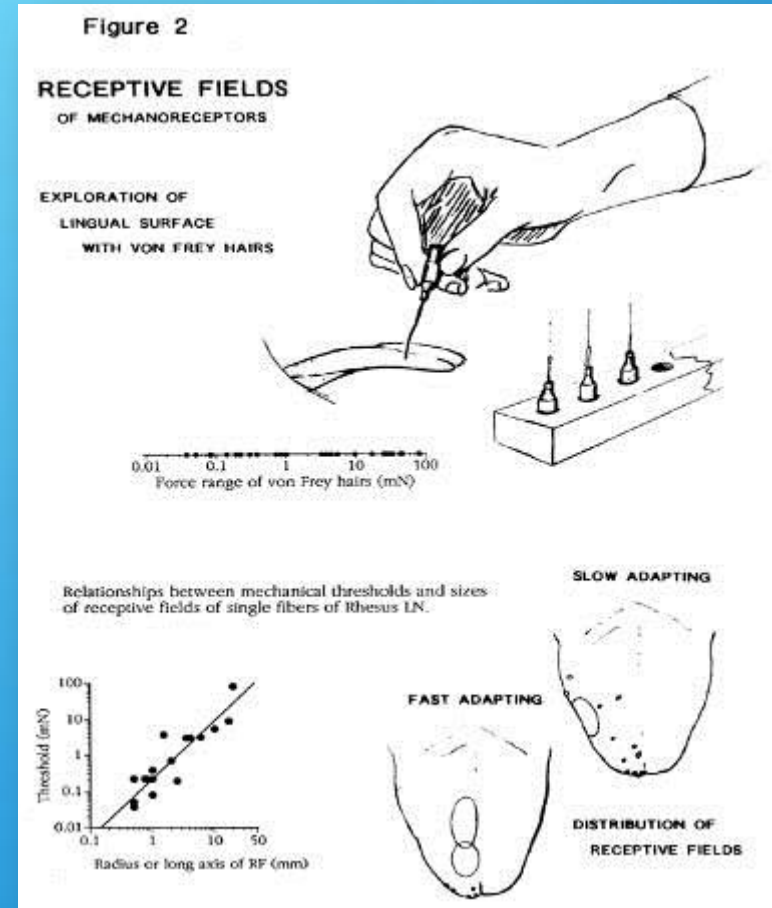 Figure 2
RECEPTIVE FIELDS
OF MECHANORECEPTORS
EXPLORATION OF
LINGUAL SURFACE
WITH VON FREY HAIRS
0.01 0.1 1 10 100
Force range of von Frey hairs (mN)
Relationships between mechanical thresholds and sizes
of receptive fields of single fibers of Rhesus LN.
Threshold (mN)
100
10
1
0.1
0.01
0.1 1 10 50
Radius or long axis of RF (mm)
SLOW ADAPTING
FAST ADAPTING
DISTRIBUTION OF
RECEPTIVE FIELDS